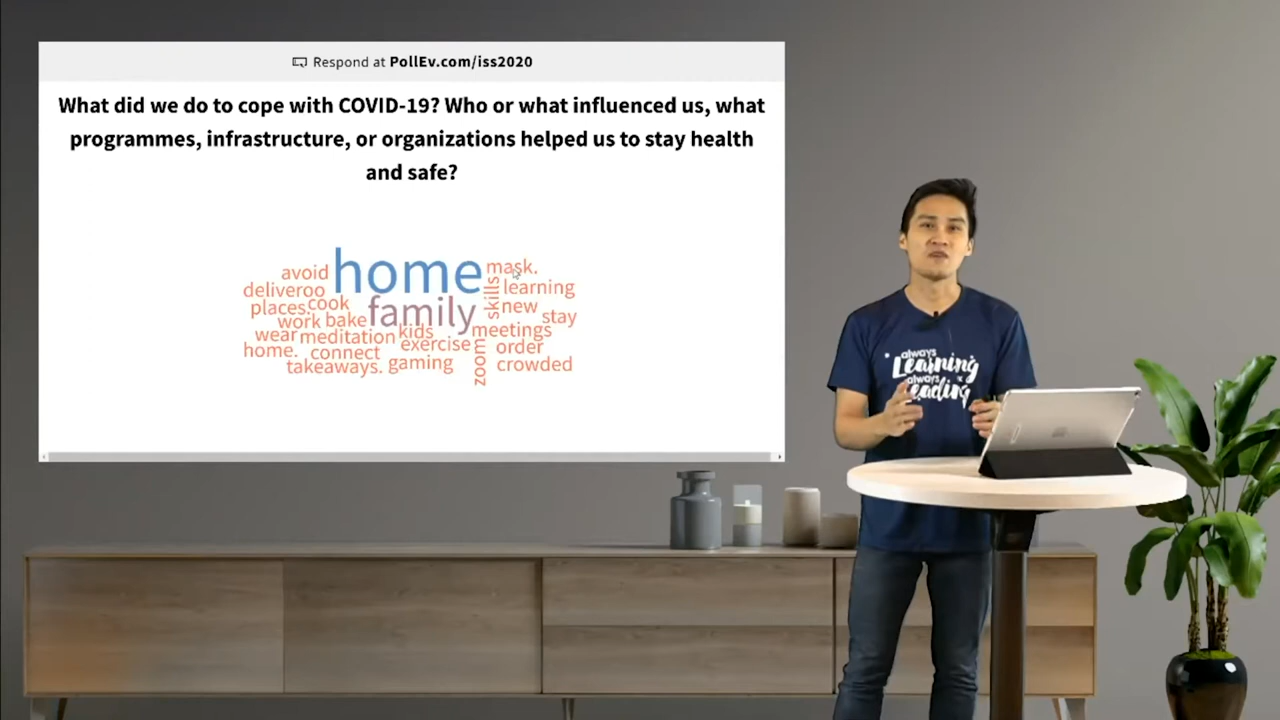 Respond at PollEv.com/iss2020
What did we do to cope with COVID-19? Who or what influenced us, what
programmes, infrastructure, or organizations helped us to stay health
and safe?
avoid
home
mask.
deliveroo
skills
learning
places.
cook
family
new
work
bake
kids
stay
wear
meditation
exercise
meetings
home.
connect
zoom
order
takeaways.
gaming
crowded
always
Learning
always
Leading